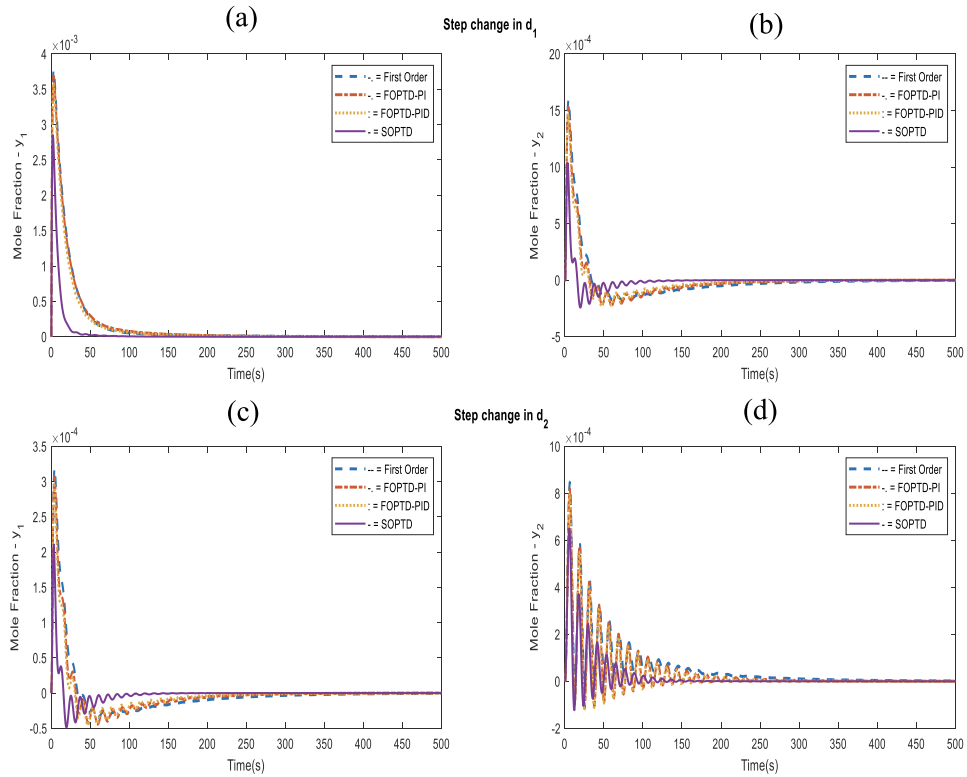 (a)
Step change in d1
(b)
×10-3
4
3.5
3
2.5
2
1.5
1
0.5
0
Mole Fraction - y1
0 50 100 150 200 250 300 350 400 450 500
Time(s)
-. = First Order
-. = FOPTD-PI
: = FOPTD-PID
- = SOPTD
×10-4
20
15
10
5
0
-5
Mole Fraction - y2
0 50 100 150 200 250 300 350 400 450 500
Time(s)
-- = First Order
-. = FOPTD-PI
: = FOPTD-PID
- = SOPTD
(c)
Step change in d2
(d)
×10-4
3.5
3
2.5
2
1.5
1
0.5
0
-0.5
Mole Fraction - y1
0 50 100 150 200 250 300 350 400 450 500
Time(s)
-- = First Order
-. = FOPTD-PI
: = FOPTD-PID
- = SOPTD
×10-4
10
8
6
4
2
0
-2
Mole Fraction - y2
0 50 100 150 200 250 300 350 400 450 500
Time(s)
-- = First Order
-. = FOPTD-PI
: = FOPTD-PID
- = SOPTD